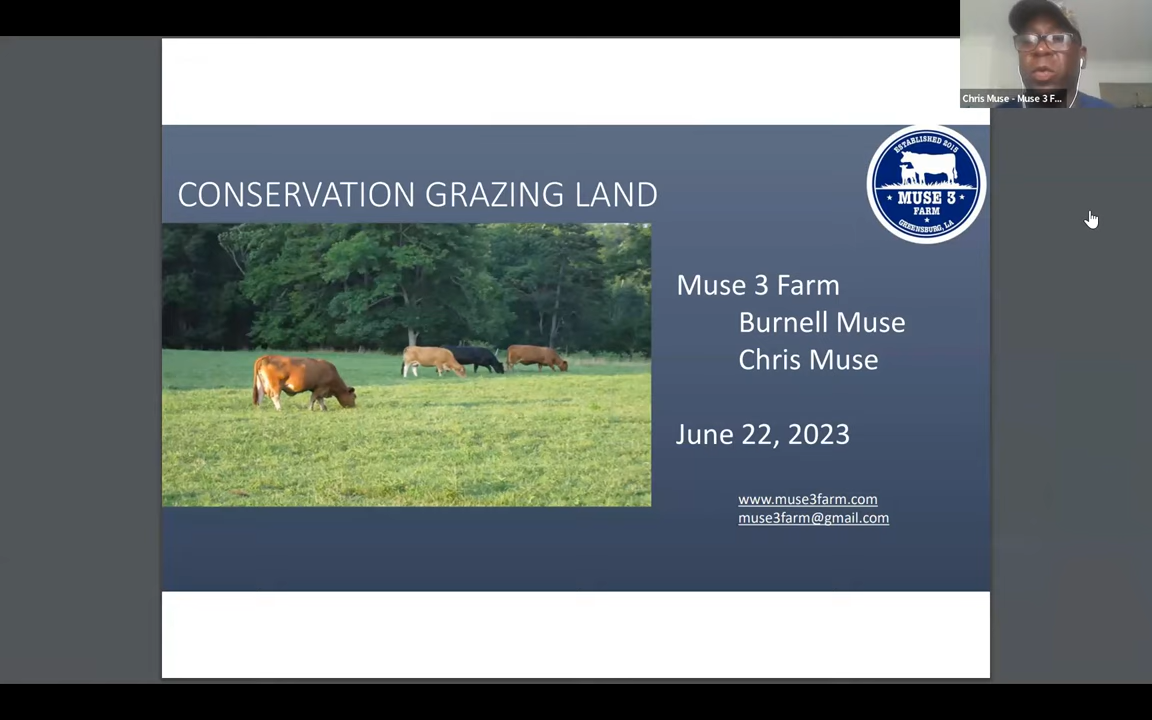 Chris Muse - Muse 3 F...
CONSERVATION GRAZING LAND
ESTABLISHED 2015
MUSE 3
FARM
GREENSBURG, LA
Muse 3 Farm
Burnell Muse
Chris Muse
June 22, 2023
www.muse3farm.com
muse3farm@gmail.com